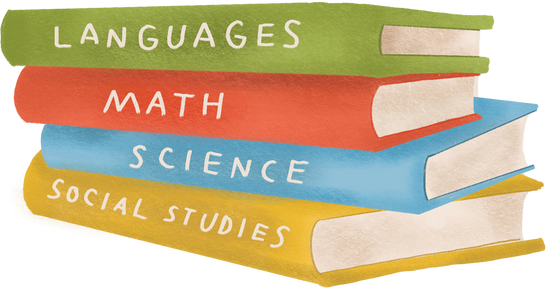 LANGUAGES
MATH
SCIENCE
SOCIAL STUDIES